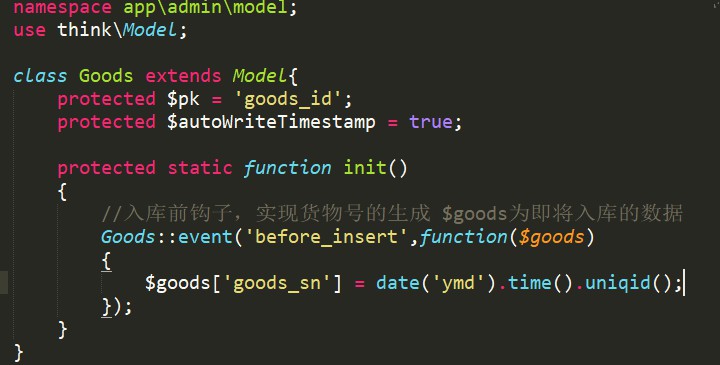 namespace app\admin\model;
use think\Model;
class Goods extends Model{
protected $pk = 'goods_id';
protected $autoWriteTimestamp = true;
protected static function init()
{
//入库前钩子，实现货物号的生成 $goods为即将入库的数据
Goods::event('before_insert',function($goods)
{
$goods['goods_sn'] = date('ymd').time().uniqid();
});
}
}